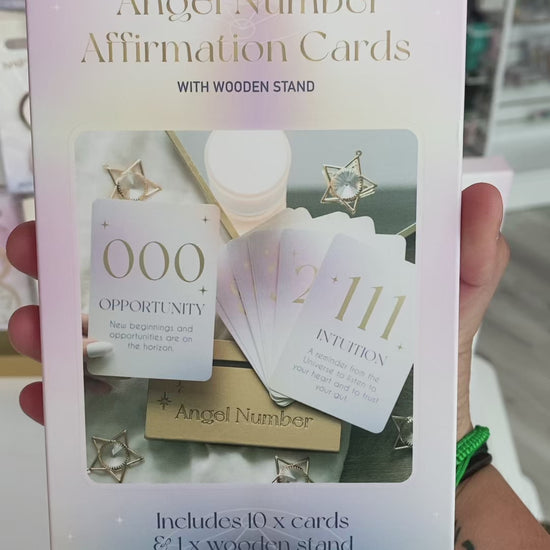 Angel Number
Affirmation Cards
WITH WOODEN STAND
000
OPPORTUNITY
New beginnings and
opportunities are on
the horizon.
2
111
INTUITION
A reminder from the
Universe to listen to
your heart and to trust
your gut.
Angel Number
Includes 10 x cards
& 1 x wooden stand